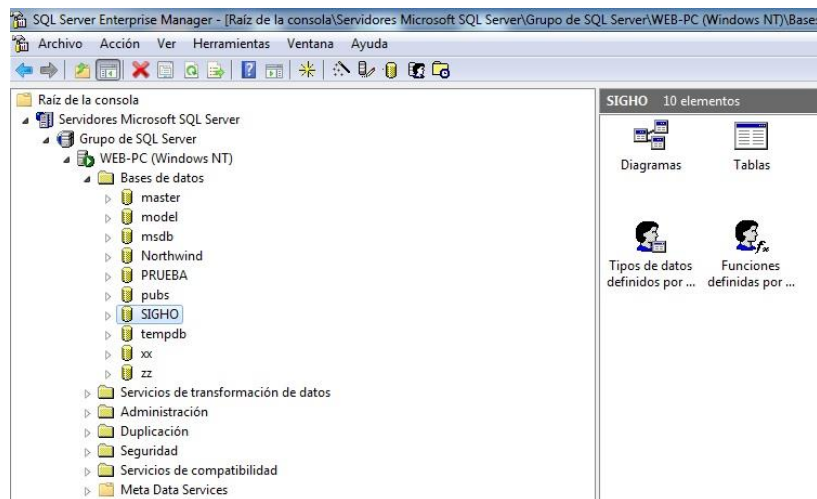 SQL Server Enterprise Manager - [Raíz de la consola\Servidores Microsoft SQL Server\Grupo de SQL Server\WEB-PC (Windows NT)\Base
Archivo Acción Ver Herramientas Ventana Ayuda
Raíz de la consola
Servidores Microsoft SQL Server
Grupo de SQL Server
WEB-PC (Windows NT)
Bases de datos
master
model
msdb
Northwind
PRUEBA
pubs
SIGHO
tempdb
xx
zz
Servicios de transformación de datos
Administración
Duplicación
Seguridad
Servicios de compatibilidad
Meta Data Services
SIGHO 10 elementos
Diagramas Tablas
Tipos de datos Funciones
definidos por ... definidas por ...